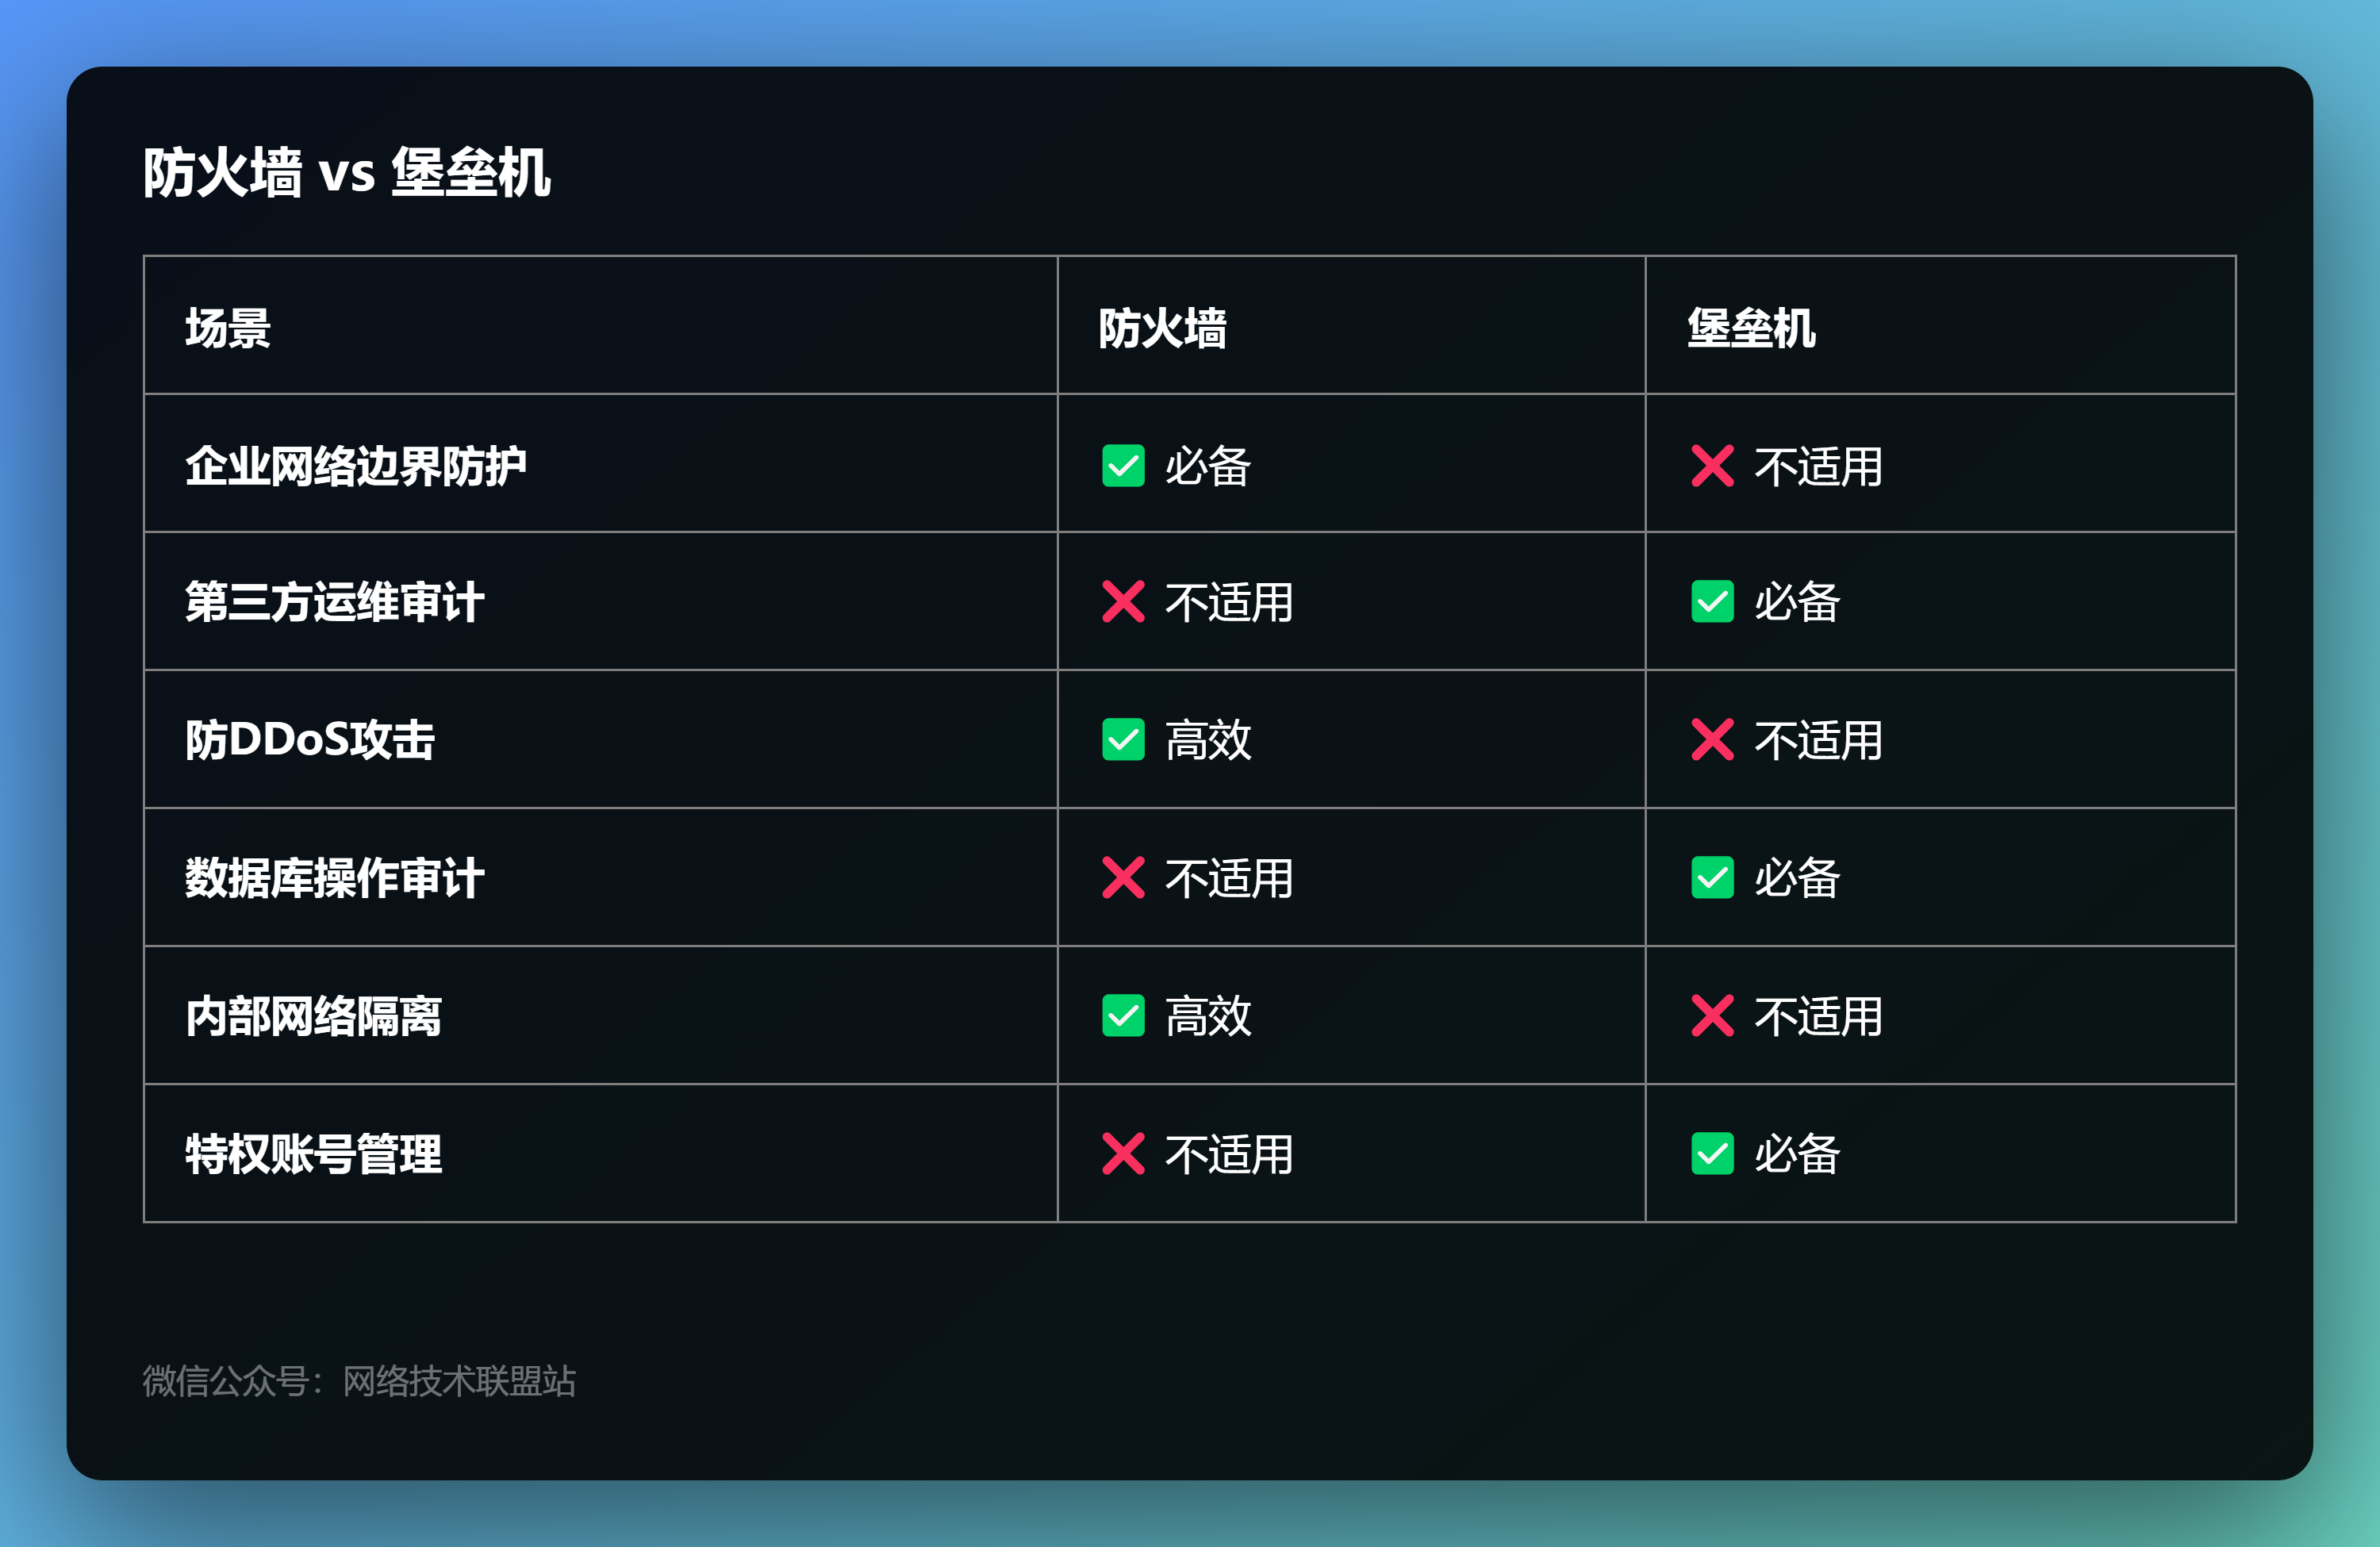 防火墙 vs 堡垒机
场景 防火墙 堡垒机
企业网络边界防护 ✅ 必备 ❌ 不适用
第三方运维审计 ❌ 不适用 ✅ 必备
防DDoS攻击 ✅ 高效 ❌ 不适用
数据库操作审计 ❌ 不适用 ✅ 必备
内部网络隔离 ✅ 高效 ❌ 不适用
特权账号管理 ❌ 不适用 ✅ 必备
微信公众号：网络技术联盟站